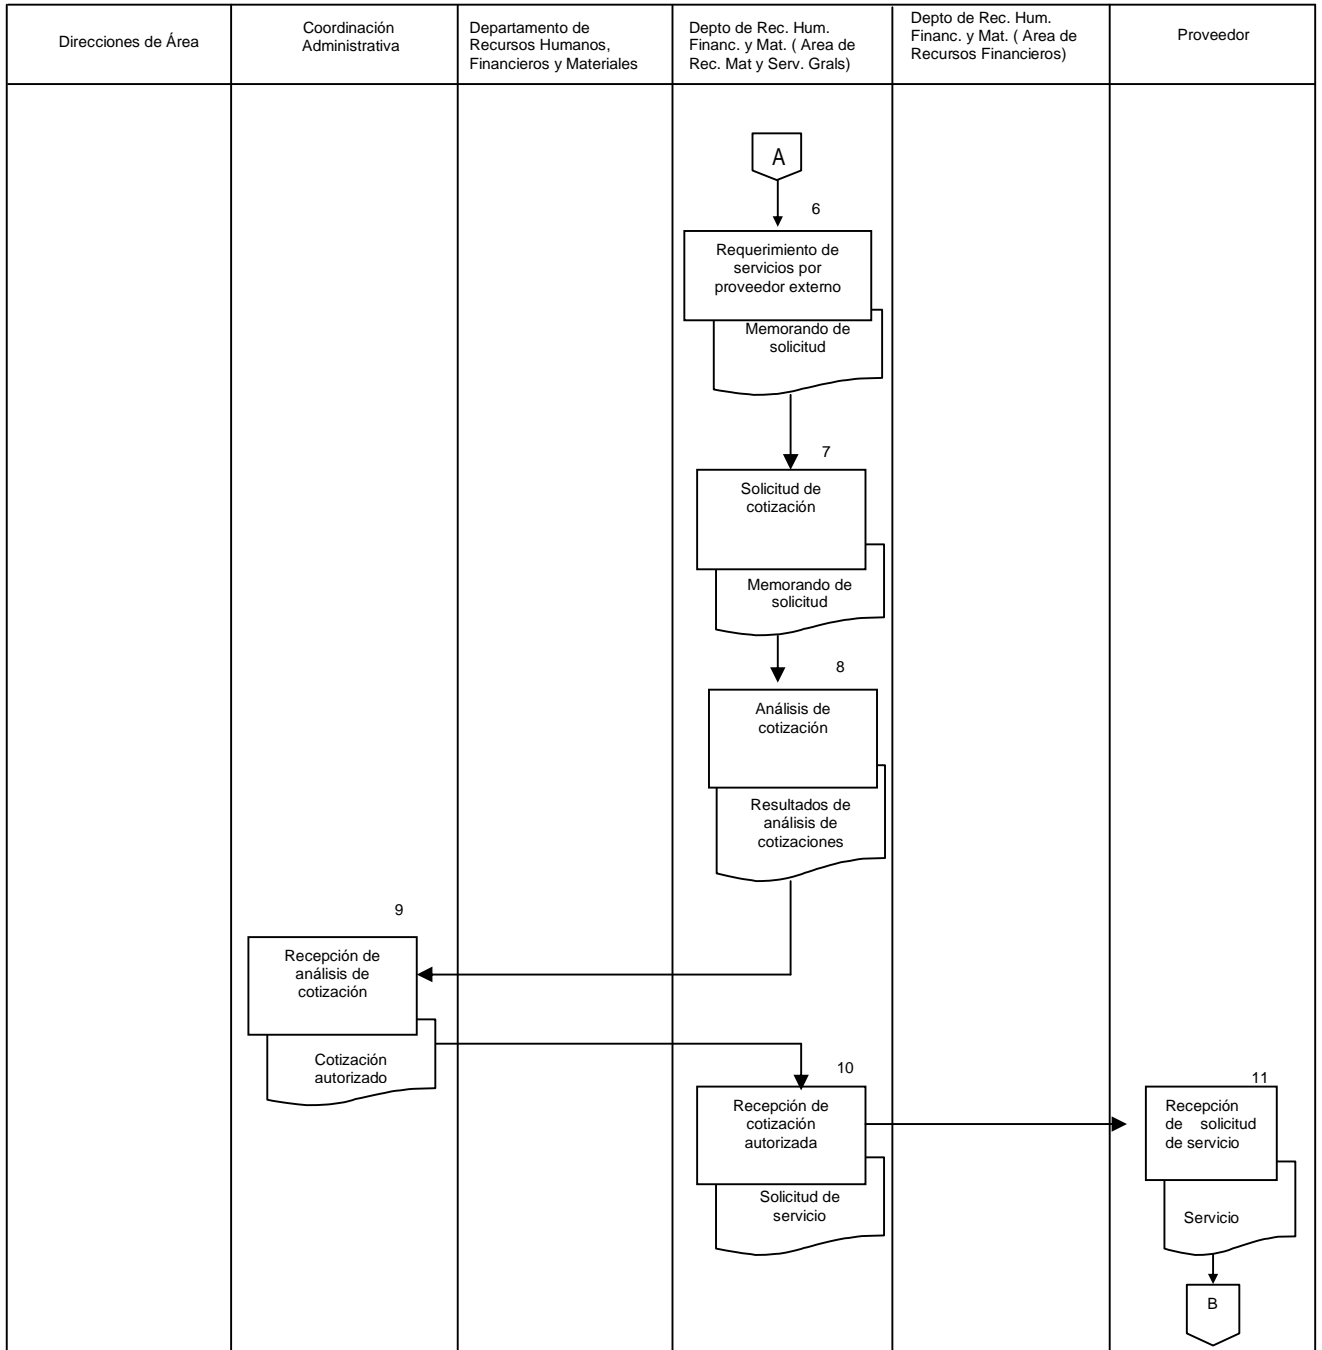 Direcciones de Área
Coordinación
Administrativa
Departamento de
Recursos Humanos,
Financieros y Materiales
Depto de Rec. Hum.
Financ. y Mat. ( Area de
Rec. Mat y Serv. Grals)
Depto de Rec. Hum.
Financ. y Mat. ( Area de
Recursos Financieros)
Proveedor
A
6
Requerimiento de
servicios por
proveedor externo
Memorando de
solicitud
7
Solicitud de
cotización
Memorando de
solicitud
8
Análisis de
cotización
Resultados de
análisis de
cotizaciones
9
Recepción de
análisis de
cotización
Cotización
autorizado
10
Recepción de
cotización
autorizada
Solicitud de
servicio
11
Recepción
de solicitud
de servicio
Servicio
B